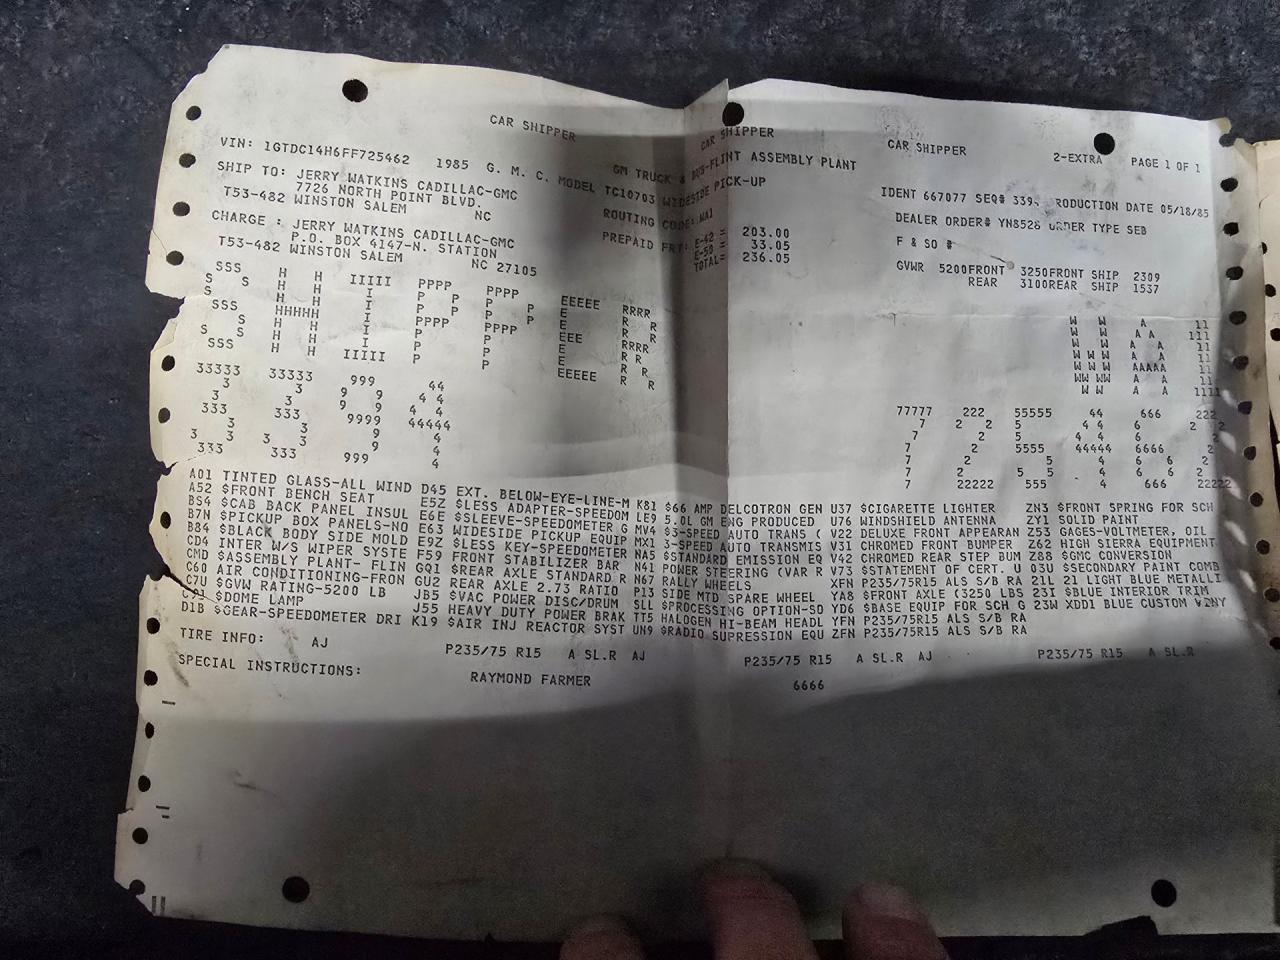 CAR SHIPPER CAR SHIPPER CAR SHIPPER 2-EXTRA PAGE 1 OF 1
VIN: 1GTDC14H6FF725462 1985 G. M. C. MODEL TC10703 WIDESIDE PICK-UP
GM TRUCK & BUS-FLINT ASSEMBLY PLANT
SHIP TO: JERRY WATKINS CADILLAC-GMC
7726 NORTH POINT BLVD.
T53-482 WINSTON SALEM NC
ROUTING CODE: WA1
IDENT 667077 SEQ# 339 PRODUCTION DATE 05/18/85
DEALER ORDER# YN8528 ORDER TYPE SEB
CHARGE : JERRY WATKINS CADILLAC-GMC
P.O. BOX 4147-N. STATION
T53-482 WINSTON SALEM NC 27105
PREPAID FRT: E-42 = 203.00
E-50 = 33.05
TOTAL= 236.05
F & SO #
GVWR 5200FRONT 3250FRONT SHIP 2309
REAR 3100REAR SHIP 1537
SHIPPER WA1
3394 725462
A01 TINTED GLASS-ALL WIND D45 EXT. BELOW-EYE-LINE-M K81 $66 AMP DELCOTRON GEN U37 $CIGARETTE LIGHTER ZN3 $FRONT SPRING FOR SCH
A52 $FRONT BENCH SEAT E5Z $LESS ADAPTER-SPEEDOM LE9 5.0L GM ENG PRODUCED U76 WINDSHIELD ANTENNA ZY1 SOLID PAINT
BS4 $CAB BACK PANEL INSUL E6E $SLEEVE-SPEEDOMETER G MV4 $3-SPEED AUTO TRANS ( V22 DELUXE FRONT APPEARAN Z53 GAGES-VOLTMETER, OIL
B7N $PICKUP BOX PANELS-NO E63 WIDESIDE PICKUP EQUIP MX1 3-SPEED AUTO TRANSMIS V31 CHROMED FRONT BUMPER Z62 HIGH SIERRA EQUIPMENT
B84 $BLACK BODY SIDE MOLD E9Z $LESS KEY-SPEEDOMETER NA5 $STANDARD EMISSION EQ V42 CHROMED REAR STEP BUM Z88 $GMC CONVERSION
CD4 INTER W/S WIPER SYSTE F59 FRONT STABILIZER BAR N41 POWER STEERING (VAR R V73 $STATEMENT OF CERT. U 03U $SECONDARY PAINT COMB
CMD $ASSEMBLY PLANT- FLIN GQ1 $REAR AXLE STANDARD R N67 RALLY WHEELS XFN P235/75R15 ALS S/B RA 21L 21 LIGHT BLUE METALLI
C60 AIR CONDITIONING-FRON GU2 REAR AXLE 2.73 RATIO P13 SIDE MTD SPARE WHEEL YA8 $FRONT AXLE (3250 LBS 23I $BLUE INTERIOR TRIM
C7U $GVW RATING-5200 LB JB5 $VAC POWER DISC/DRUM SLL $PROCESSING OPTION-SO YD6 $BASE EQUIP FOR SCH G 23W XDD1 BLUE CUSTOM VINY
C91 $DOME LAMP J55 HEAVY DUTY POWER BRAK TT5 HALOGEN HI-BEAM HEADL YFN P235/75R15 ALS S/B RA
D1B $GEAR-SPEEDOMETER DRI K19 $AIR INJ REACTOR SYST UN9 $RADIO SUPRESSION EQU ZFN P235/75R15 ALS S/B RA
TIRE INFO: AJ P235/75 R15 A SL.R AJ P235/75 R15 A SL.R AJ P235/75 R15 A SL.R
SPECIAL INSTRUCTIONS: RAYMOND FARMER 6666